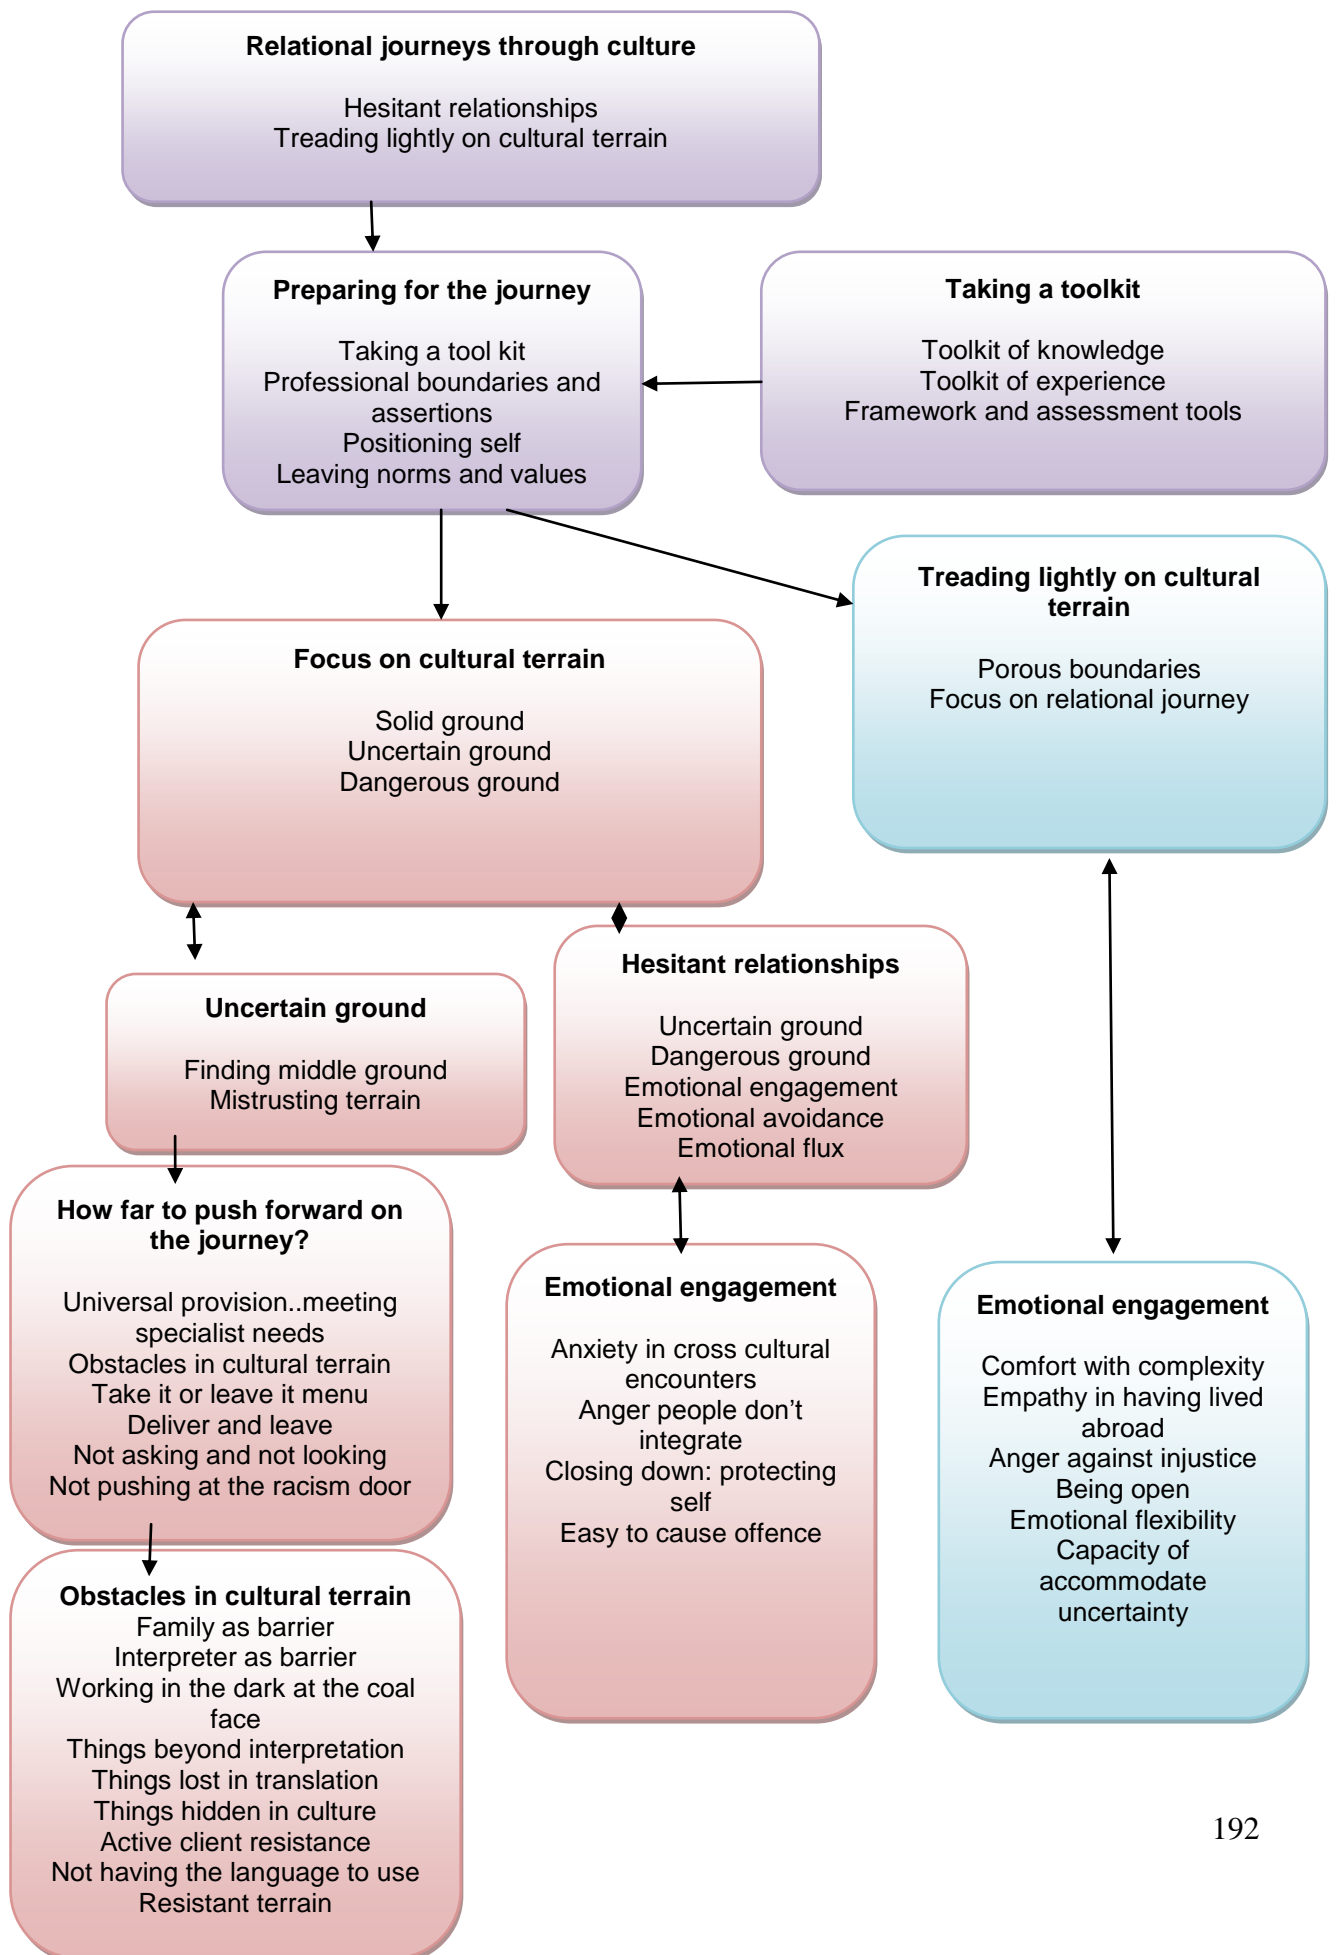 Relational journeys through culture
Hesitant relationships
Treading lightly on cultural terrain
Preparing for the journey
Taking a tool kit
Professional boundaries and
assertions
Positioning self
Leaving norms and values
Taking a toolkit
Toolkit of knowledge
Toolkit of experience
Framework and assessment tools
Treading lightly on cultural
terrain
Porous boundaries
Focus on relational journey
Focus on cultural terrain
Solid ground
Uncertain ground
Dangerous ground
Uncertain ground
Finding middle ground
Mistrusting terrain
Hesitant relationships
Uncertain ground
Dangerous ground
Emotional engagement
Emotional avoidance
Emotional flux
How far to push forward on
the journey?
Universal provision..meeting
specialist needs
Obstacles in cultural terrain
Take it or leave it menu
Deliver and leave
Not asking and not looking
Not pushing at the racism door
Emotional engagement
Anxiety in cross cultural
encounters
Anger people don’t
integrate
Closing down: protecting
self
Easy to cause offence
Emotional engagement
Comfort with complexity
Empathy in having lived
abroad
Anger against injustice
Being open
Emotional flexibility
Capacity of
accommodate
uncertainty
Obstacles in cultural terrain
Family as barrier
Interpreter as barrier
Working in the dark at the coal
face
Things beyond interpretation
Things lost in translation
Things hidden in culture
Active client resistance
Not having the language to use
Resistant terrain
192